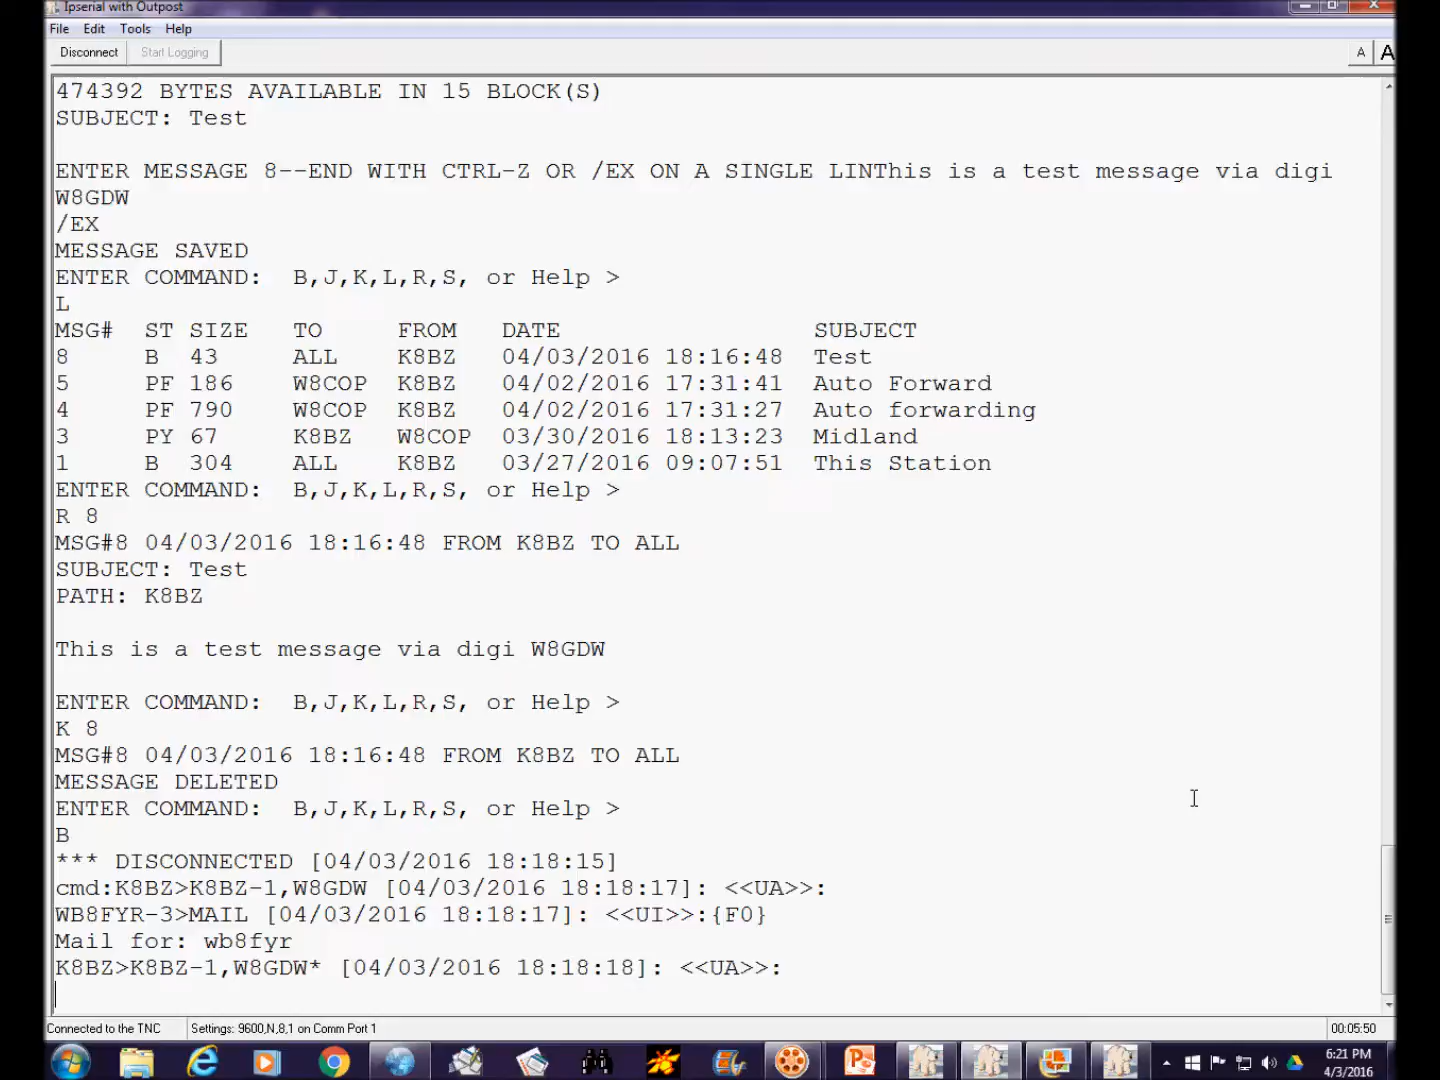 Ipserial with Outpost
File Edit Tools Help
Disconnect Start Logging A A
474392 BYTES AVAILABLE IN 15 BLOCK(S)
SUBJECT: Test
ENTER MESSAGE 8--END WITH CTRL-Z OR /EX ON A SINGLE LINThis is a test message via digi
W8GDW
/EX
MESSAGE SAVED
ENTER COMMAND:  B,J,K,L,R,S, or Help >
L
MSG#  ST SIZE   TO     FROM   DATE                 SUBJECT
8     B  43     ALL    K8BZ   04/03/2016 18:16:48  Test
5     PF 186    W8COP  K8BZ   04/02/2016 17:31:41  Auto Forward
4     PF 790    W8COP  K8BZ   04/02/2016 17:31:27  Auto forwarding
3     PY 67     K8BZ   W8COP  03/30/2016 18:13:23  Midland
1     B  304    ALL    K8BZ   03/27/2016 09:07:51  This Station
ENTER COMMAND:  B,J,K,L,R,S, or Help >
R 8
MSG#8 04/03/2016 18:16:48 FROM K8BZ TO ALL
SUBJECT: Test
PATH: K8BZ
This is a test message via digi W8GDW
ENTER COMMAND:  B,J,K,L,R,S, or Help >
K 8
MSG#8 04/03/2016 18:16:48 FROM K8BZ TO ALL
MESSAGE DELETED
ENTER COMMAND:  B,J,K,L,R,S, or Help >
B
*** DISCONNECTED [04/03/2016 18:18:15]
cmd:K8BZ>K8BZ-1,W8GDW [04/03/2016 18:18:17]: <<UA>>:
WB8FYR-3>MAIL [04/03/2016 18:18:17]: <<UI>>:{F0}
Mail for: wb8fyr
K8BZ>K8BZ-1,W8GDW* [04/03/2016 18:18:18]: <<UA>>:
Connected to the TNC Settings: 9600,N,8,1 on Comm Port 1 00:05:50
6:21 PM
4/3/2016